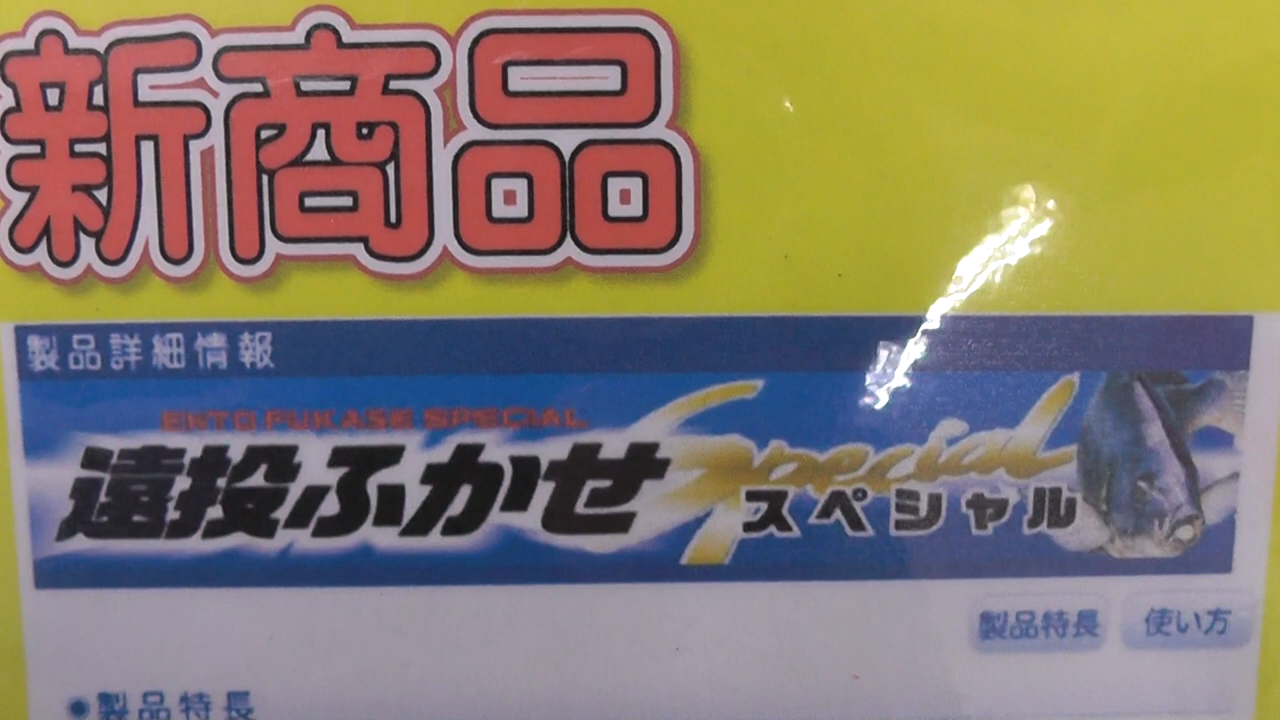 新商品
製品詳細情報
ENTO FUKASE SPECIAL
遠投ふかせ
Special
スペシャル
製品特長 使い方
●製品特長